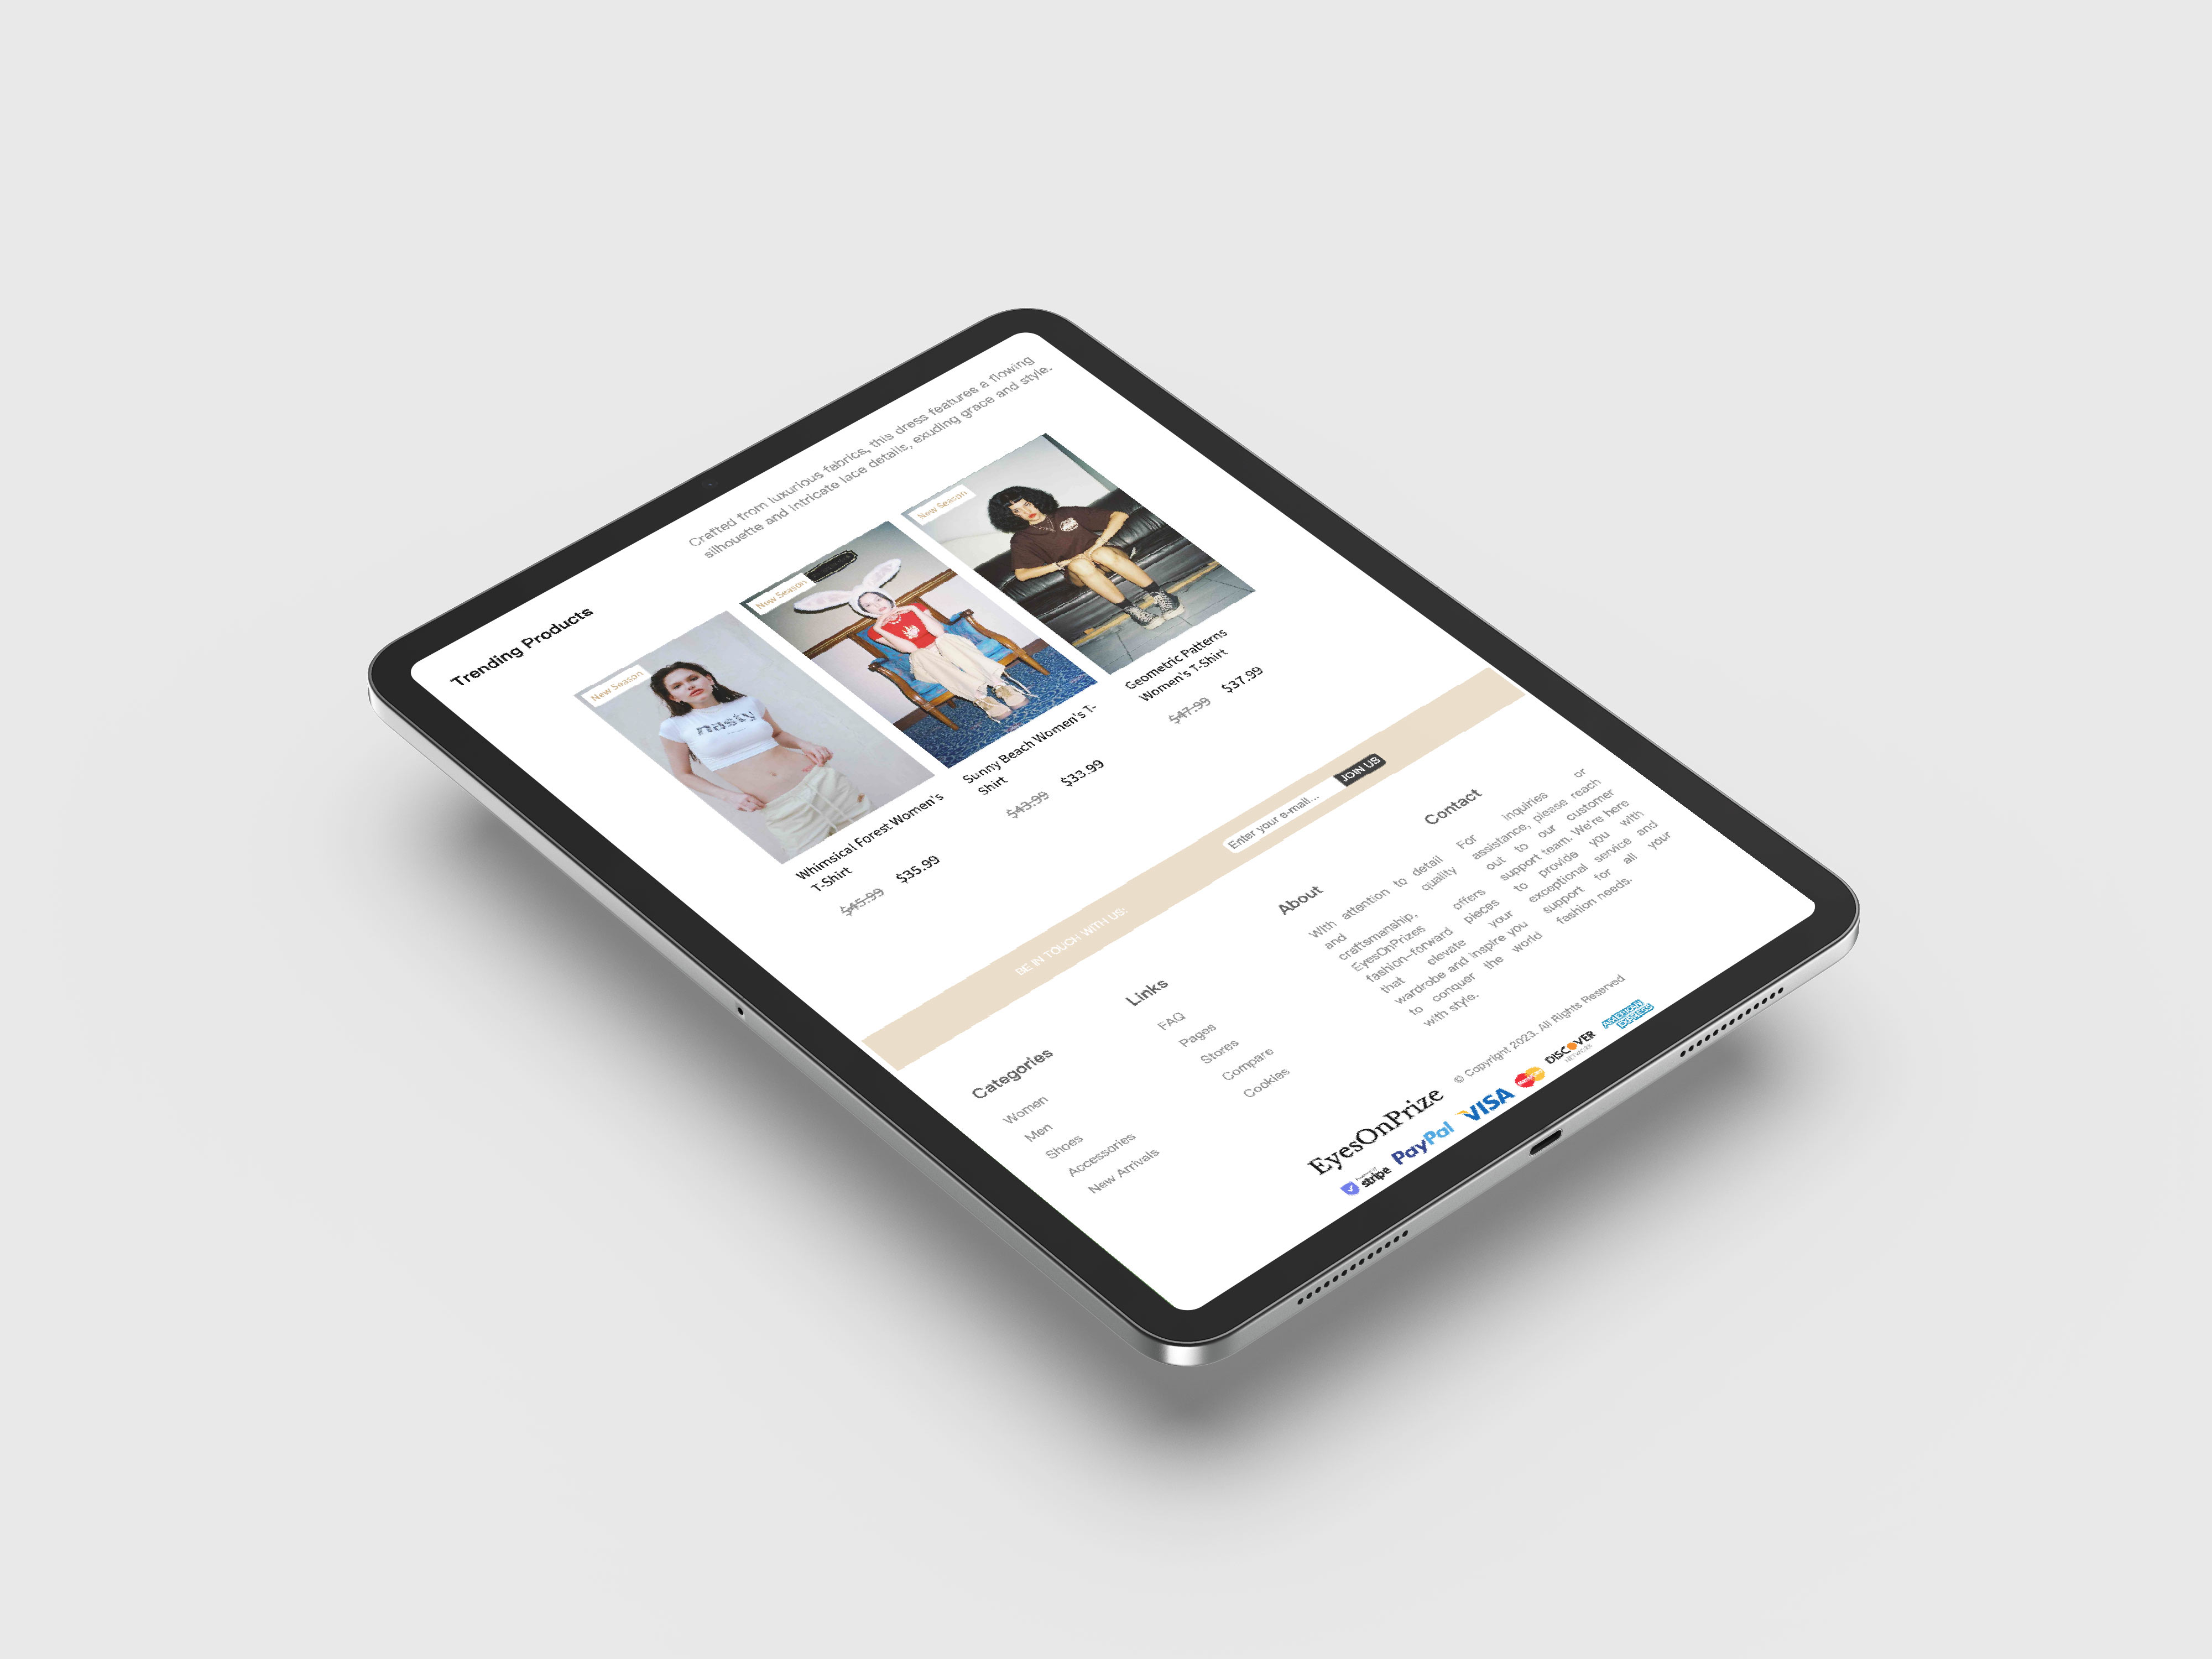 Trending Products
Crafted from luxurious fabrics, this dress features a flowing
silhouette and intricate lace details, exuding grace and style.
New Season
nasty
Whimsical Forest Women's
T-Shirt
$45.99 $35.99
New Season
Sunny Beach Women's T-
Shirt
$43.99 $33.99
New Season
Geometric Patterns
Women's T-Shirt
$47.99 $37.99
BE IN TOUCH WITH US:
Enter your e-mail...
JOIN US
Categories
Women
Men
Shoes
Accessories
New Arrivals
Links
FAQ
Pages
Stores
Compare
Cookies
About
With attention to detail
and quality
craftsmanship,
EyesOnPrizes offers
fashion-forward pieces
that elevate your
wardrobe and inspire you
to conquer the world
with style.
Contact
For inquiries or
assistance, please reach
out to our customer
support team. We're here
to provide you with
exceptional service and
support for all your
fashion needs.
EyesOnPrize
© Copyright 2023. All Rights Reserved
stripe
PayPal
VISA
DISCOVER
NETWORK
AMERICAN
EXPRESS